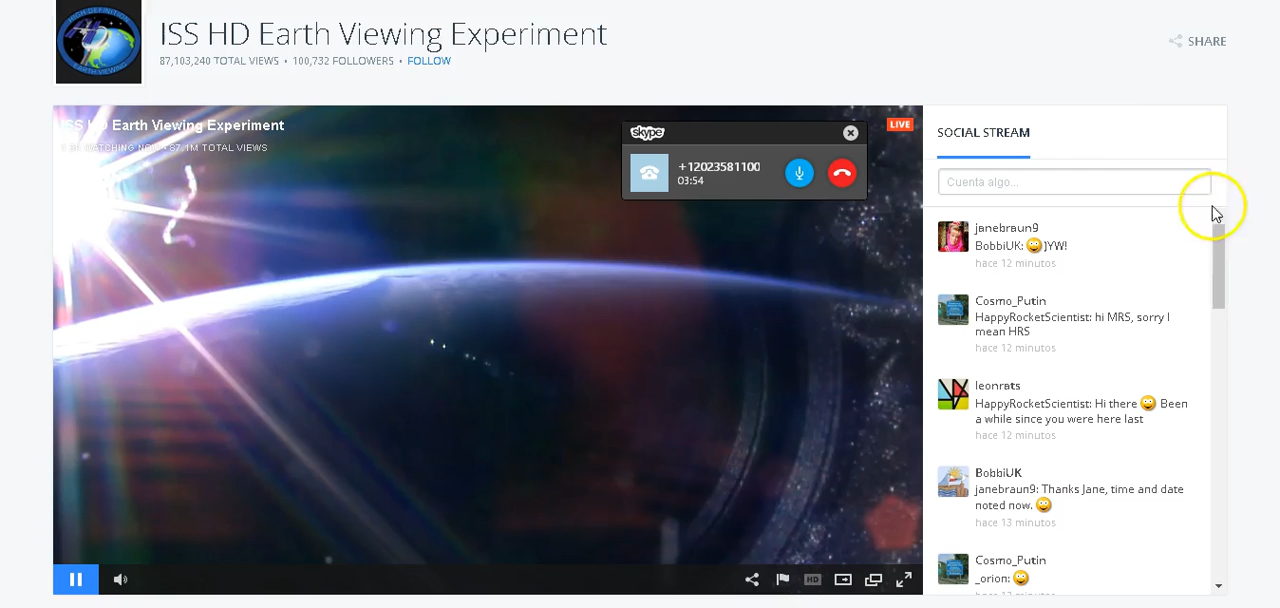 ISS HD Earth Viewing Experiment
87,103,240 TOTAL VIEWS • 100,732 FOLLOWERS • FOLLOW
SHARE
HD Earth Viewing Experiment
WATCHING NOW • 87.1M TOTAL VIEWS
skype
+12023581100
03:54
LIVE
HD
SOCIAL STREAM
Cuenta algo...
janebraun9
BobbiUK: ]YW!
hace 12 minutos
Cosmo_Putin
HappyRocketScientist: hi MRS, sorry I
mean HRS
hace 12 minutos
leonrats
HappyRocketScientist: Hi there Been
a while since you were here last
hace 12 minutos
BobbiUK
janebraun9: Thanks Jane, time and date
noted now.
hace 13 minutos
Cosmo_Putin
_orion: